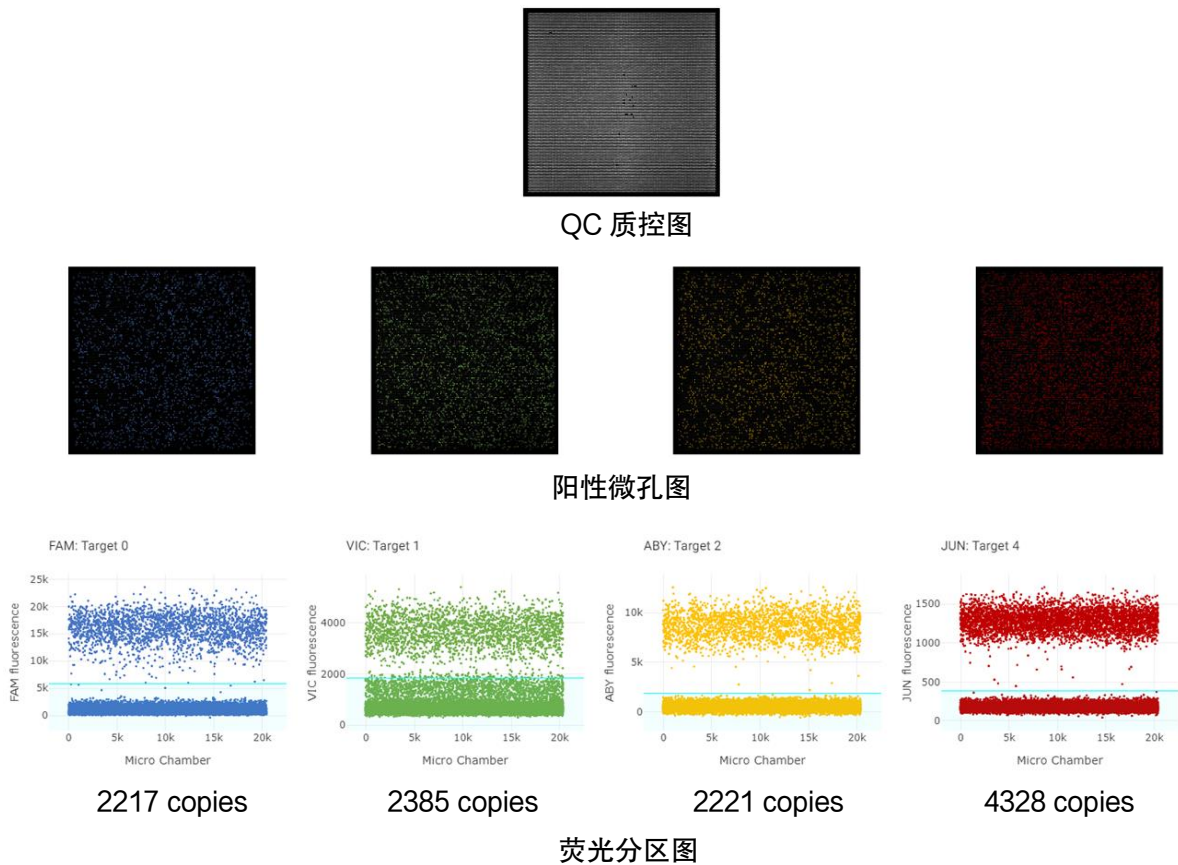 QC 质控图
阳性微孔图
FAM: Target 0
VIC: Target 1
ABY: Target 2
JUN: Target 4
FAM fluorescence
25k
20k
15k
10k
5k
0
0 5k 10k 15k 20k
Micro Chamber
VIC fluorescence
4000
2000
0
0 5k 10k 15k 20k
Micro Chamber
ABY fluorescence
10k
5k
0
0 5k 10k 15k 20k
Micro Chamber
JUN fluorescence
1500
1000
500
0
0 5k 10k 15k 20k
Micro Chamber
2217 copies
2385 copies
2221 copies
4328 copies
荧光分区图